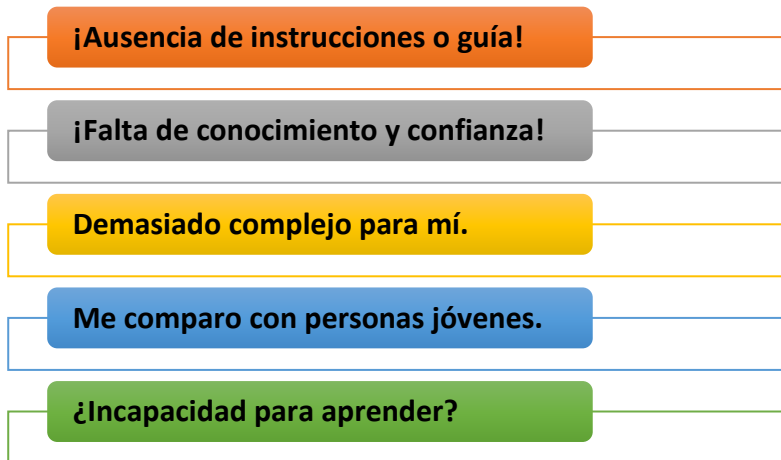 ¡Ausencia de instrucciones o guía!
¡Falta de conocimiento y confianza!
Demasiado complejo para mí.
Me comparo con personas jóvenes.
¿Incapacidad para aprender?